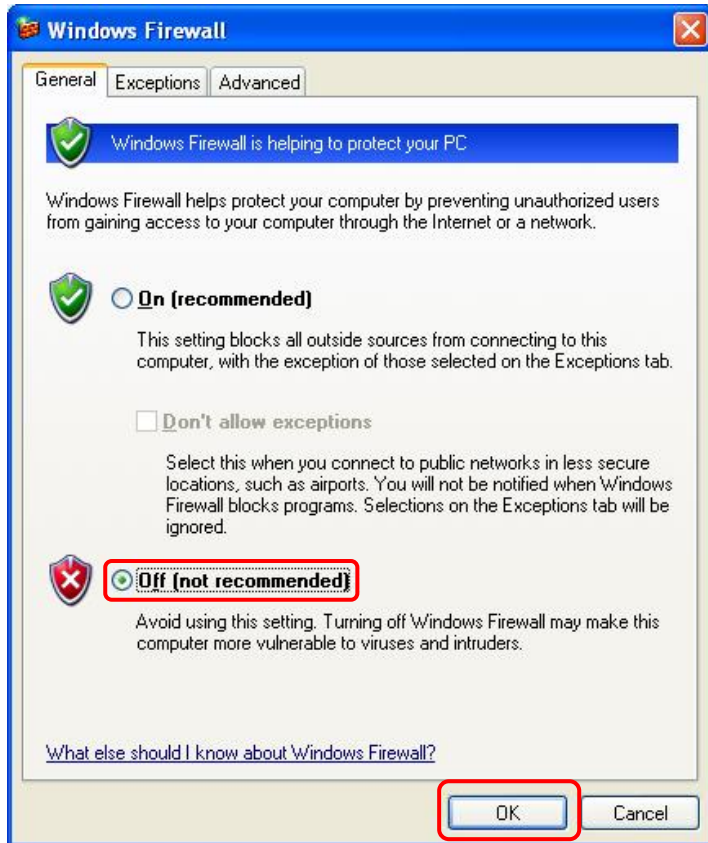 Windows Firewall
General Exceptions Advanced
Windows Firewall is helping to protect your PC
Windows Firewall helps protect your computer by preventing unauthorized users
from gaining access to your computer through the Internet or a network.
On (recommended)
This setting blocks all outside sources from connecting to this
computer, with the exception of those selected on the Exceptions tab.
Don't allow exceptions
Select this when you connect to public networks in less secure
locations, such as airports. You will not be notified when Windows
Firewall blocks programs. Selections on the Exceptions tab will be
ignored.
Off (not recommended)
Avoid using this setting. Turning off Windows Firewall may make this
computer more vulnerable to viruses and intruders.
What else should I know about Windows Firewall?
OK Cancel